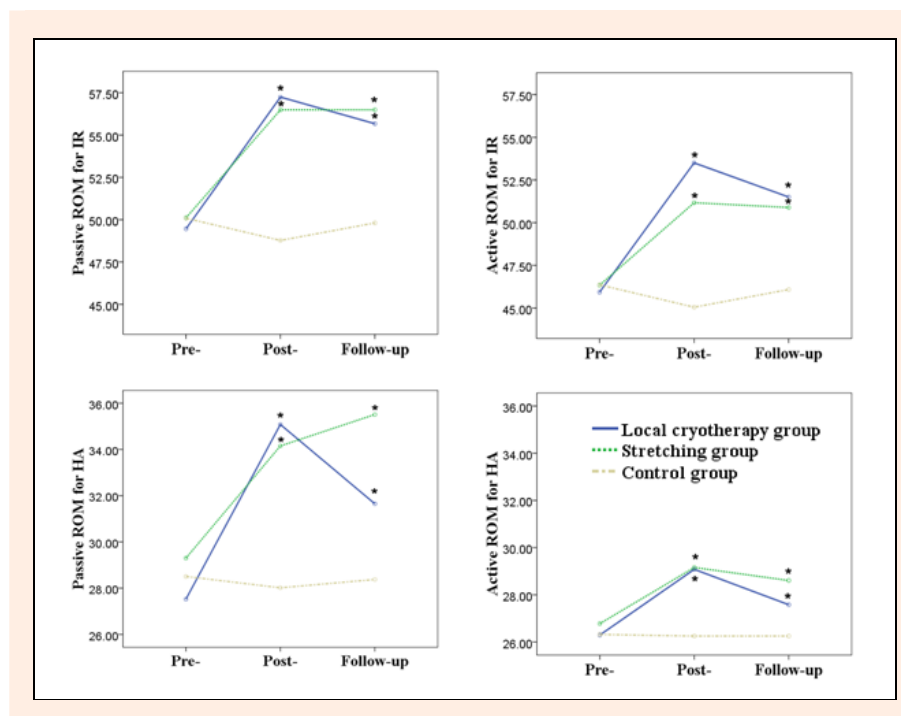 Passive ROM for IR
57.50
55.00
52.50
50.00
47.50
45.00
* * * *
Pre- Post- Follow-up
Active ROM for IR
57.50
55.00
52.50
50.00
47.50
45.00
* * * *
Pre- Post- Follow-up
Passive ROM for HA
36.00
34.00
32.00
30.00
28.00
26.00
* * * *
Pre- Post- Follow-up
Active ROM for HA
36.00
34.00
32.00
30.00
28.00
26.00
Local cryotherapy group
Stretching group
Control group
* * * *
Pre- Post- Follow-up